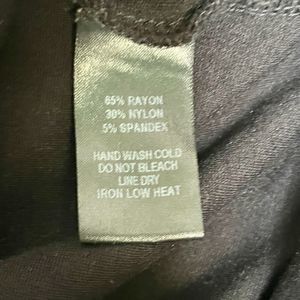 65% RAYON
30% NYLON
5% SPANDEX
HAND WASH COLD
DO NOT BLEACH
LINE DRY
IRON LOW HEAT